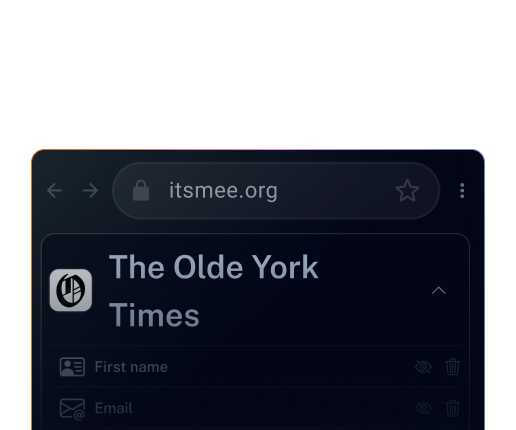 itsmee.org
The Olde York
Times
First name
Email